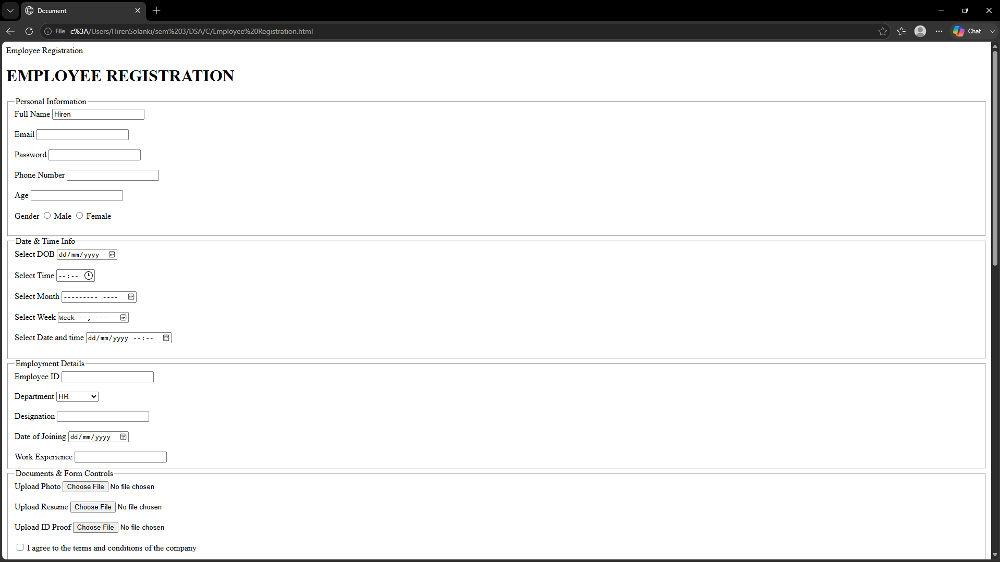 Document
File c%3A/Users/HirenSolanki/sem%203/DSA/C/Employee%20Registration.html
Chat
Employee Registration
EMPLOYEE REGISTRATION
Personal Information
Full Name Hiren
Email
Password
Phone Number
Age
Gender Male Female
Date & Time Info
Select DOB dd/mm/yyyy
Select Time --:--
Select Month --------- ----
Select Week Week --, ----
Select Date and time dd/mm/yyyy --:--
Employment Details
Employee ID
Department HR
Designation
Date of Joining dd/mm/yyyy
Work Experience
Documents & Form Controls
Upload Photo Choose File No file chosen
Upload Resume Choose File No file chosen
Upload ID Proof Choose File No file chosen
I agree to the terms and conditions of the company